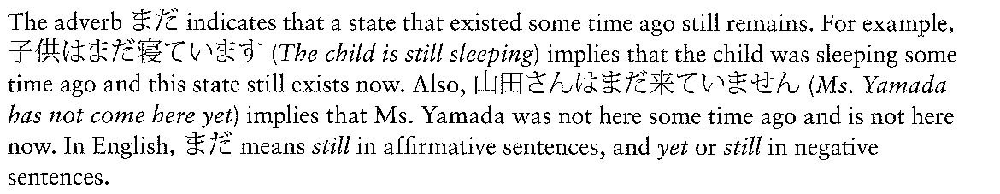 The adverb まだ indicates that a state that existed some time ago still remains. For example,
子供はまだ寝ています (The child is still sleeping) implies that the child was sleeping some
time ago and this state still exists now. Also, 山田さんはまだ来ていません (Ms. Yamada
has not come here yet) implies that Ms. Yamada was not here some time ago and is not here
now. In English, まだ means still in affirmative sentences, and yet or still in negative
sentences.